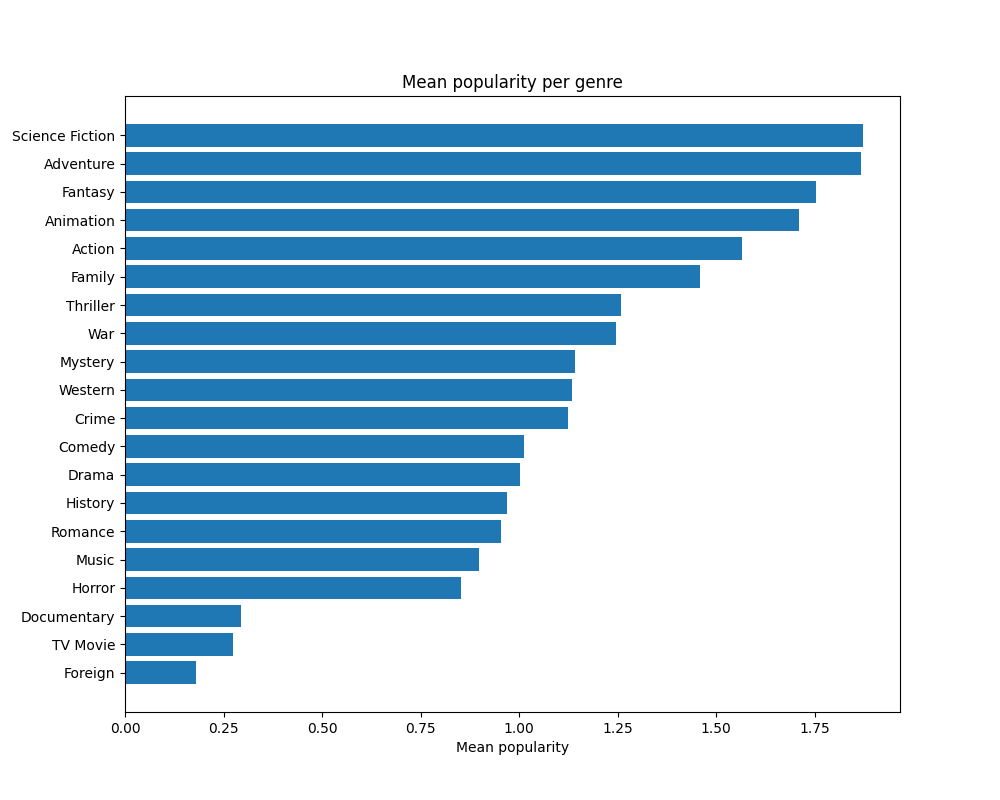 Mean popularity per genre
Science Fiction
Adventure
Fantasy
Animation
Action
Family
Thriller
War
Mystery
Western
Crime
Comedy
Drama
History
Romance
Music
Horror
Documentary
TV Movie
Foreign
0.00 0.25 0.50 0.75 1.00 1.25 1.50 1.75
Mean popularity